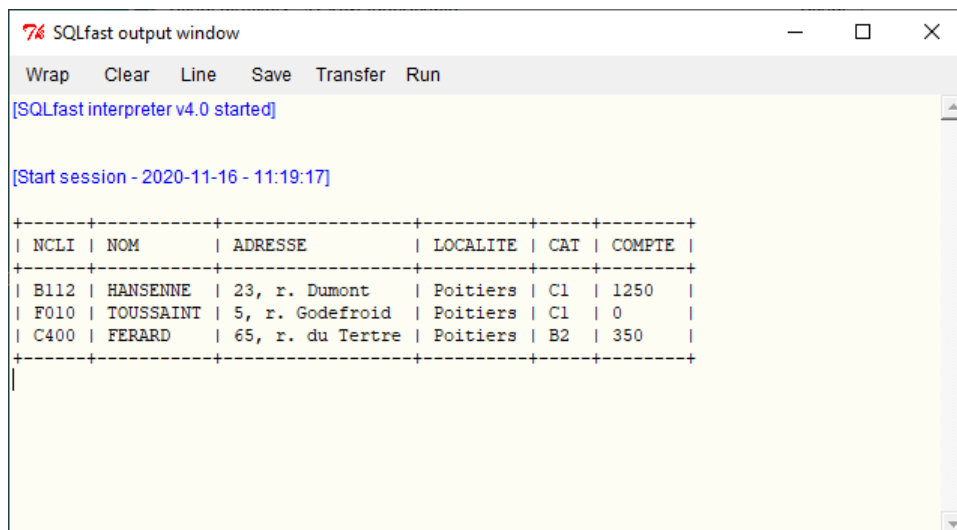 SQLfast output window
Wrap Clear Line Save Transfer Run
[SQLfast interpreter v4.0 started]
[Start session - 2020-11-16 - 11:19:17]
+------+-----------+------------------+----------+-----+--------+
| NCLI | NOM       | ADRESSE          | LOCALITE | CAT | COMPTE |
+------+-----------+------------------+----------+-----+--------+
| B112 | HANSENNE  | 23, r. Dumont    | Poitiers | C1  | 1250   |
| F010 | TOUSSAINT | 5, r. Godefroid  | Poitiers | C1  | 0      |
| C400 | FERARD    | 65, r. du Tertre | Poitiers | B2  | 350    |
+------+-----------+------------------+----------+-----+--------+